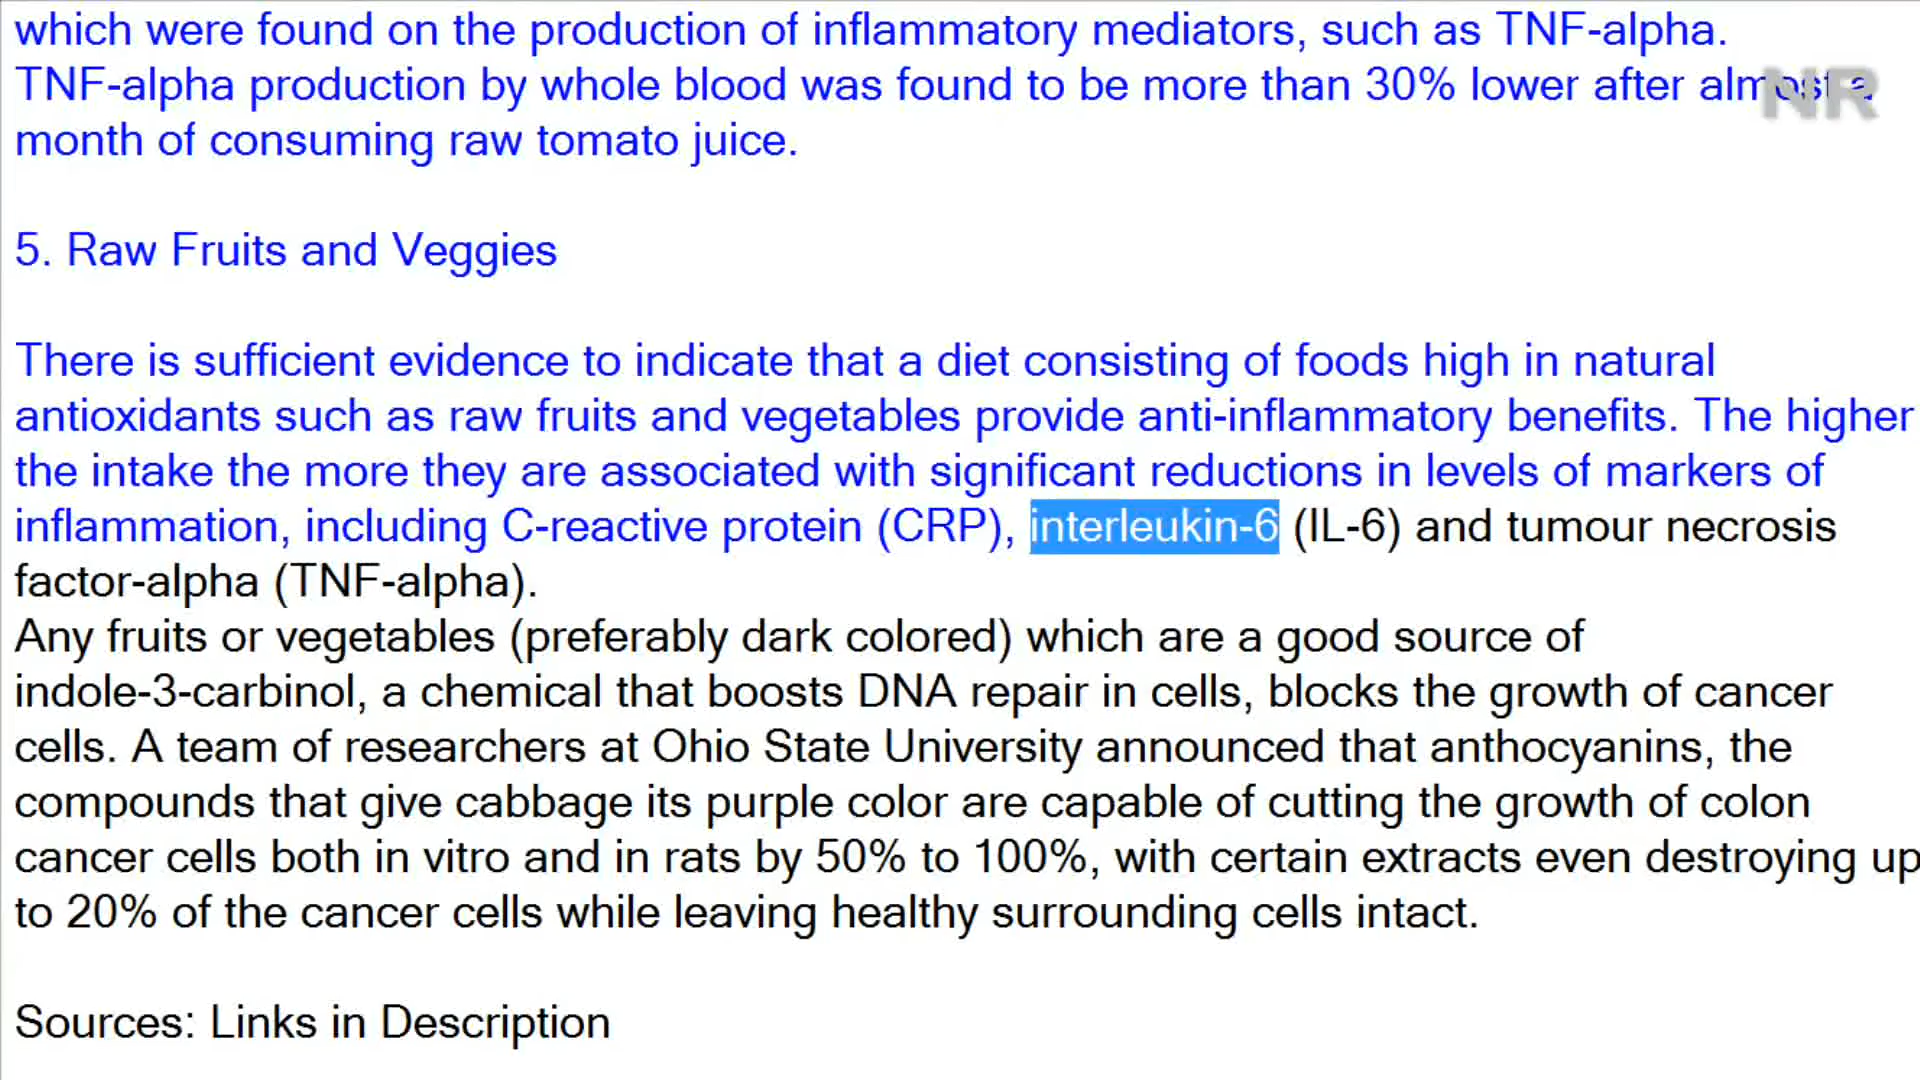 which were found on the production of inflammatory mediators, such as TNF-alpha.
TNF-alpha production by whole blood was found to be more than 30% lower after almost a
NR
month of consuming raw tomato juice.
5. Raw Fruits and Veggies
There is sufficient evidence to indicate that a diet consisting of foods high in natural
antioxidants such as raw fruits and vegetables provide anti-inflammatory benefits. The higher
the intake the more they are associated with significant reductions in levels of markers of
inflammation, including C-reactive protein (CRP), interleukin-6 (IL-6) and tumour necrosis
factor-alpha (TNF-alpha).
Any fruits or vegetables (preferably dark colored) which are a good source of
indole-3-carbinol, a chemical that boosts DNA repair in cells, blocks the growth of cancer
cells. A team of researchers at Ohio State University announced that anthocyanins, the
compounds that give cabbage its purple color are capable of cutting the growth of colon
cancer cells both in vitro and in rats by 50% to 100%, with certain extracts even destroying up
to 20% of the cancer cells while leaving healthy surrounding cells intact.
Sources: Links in Description